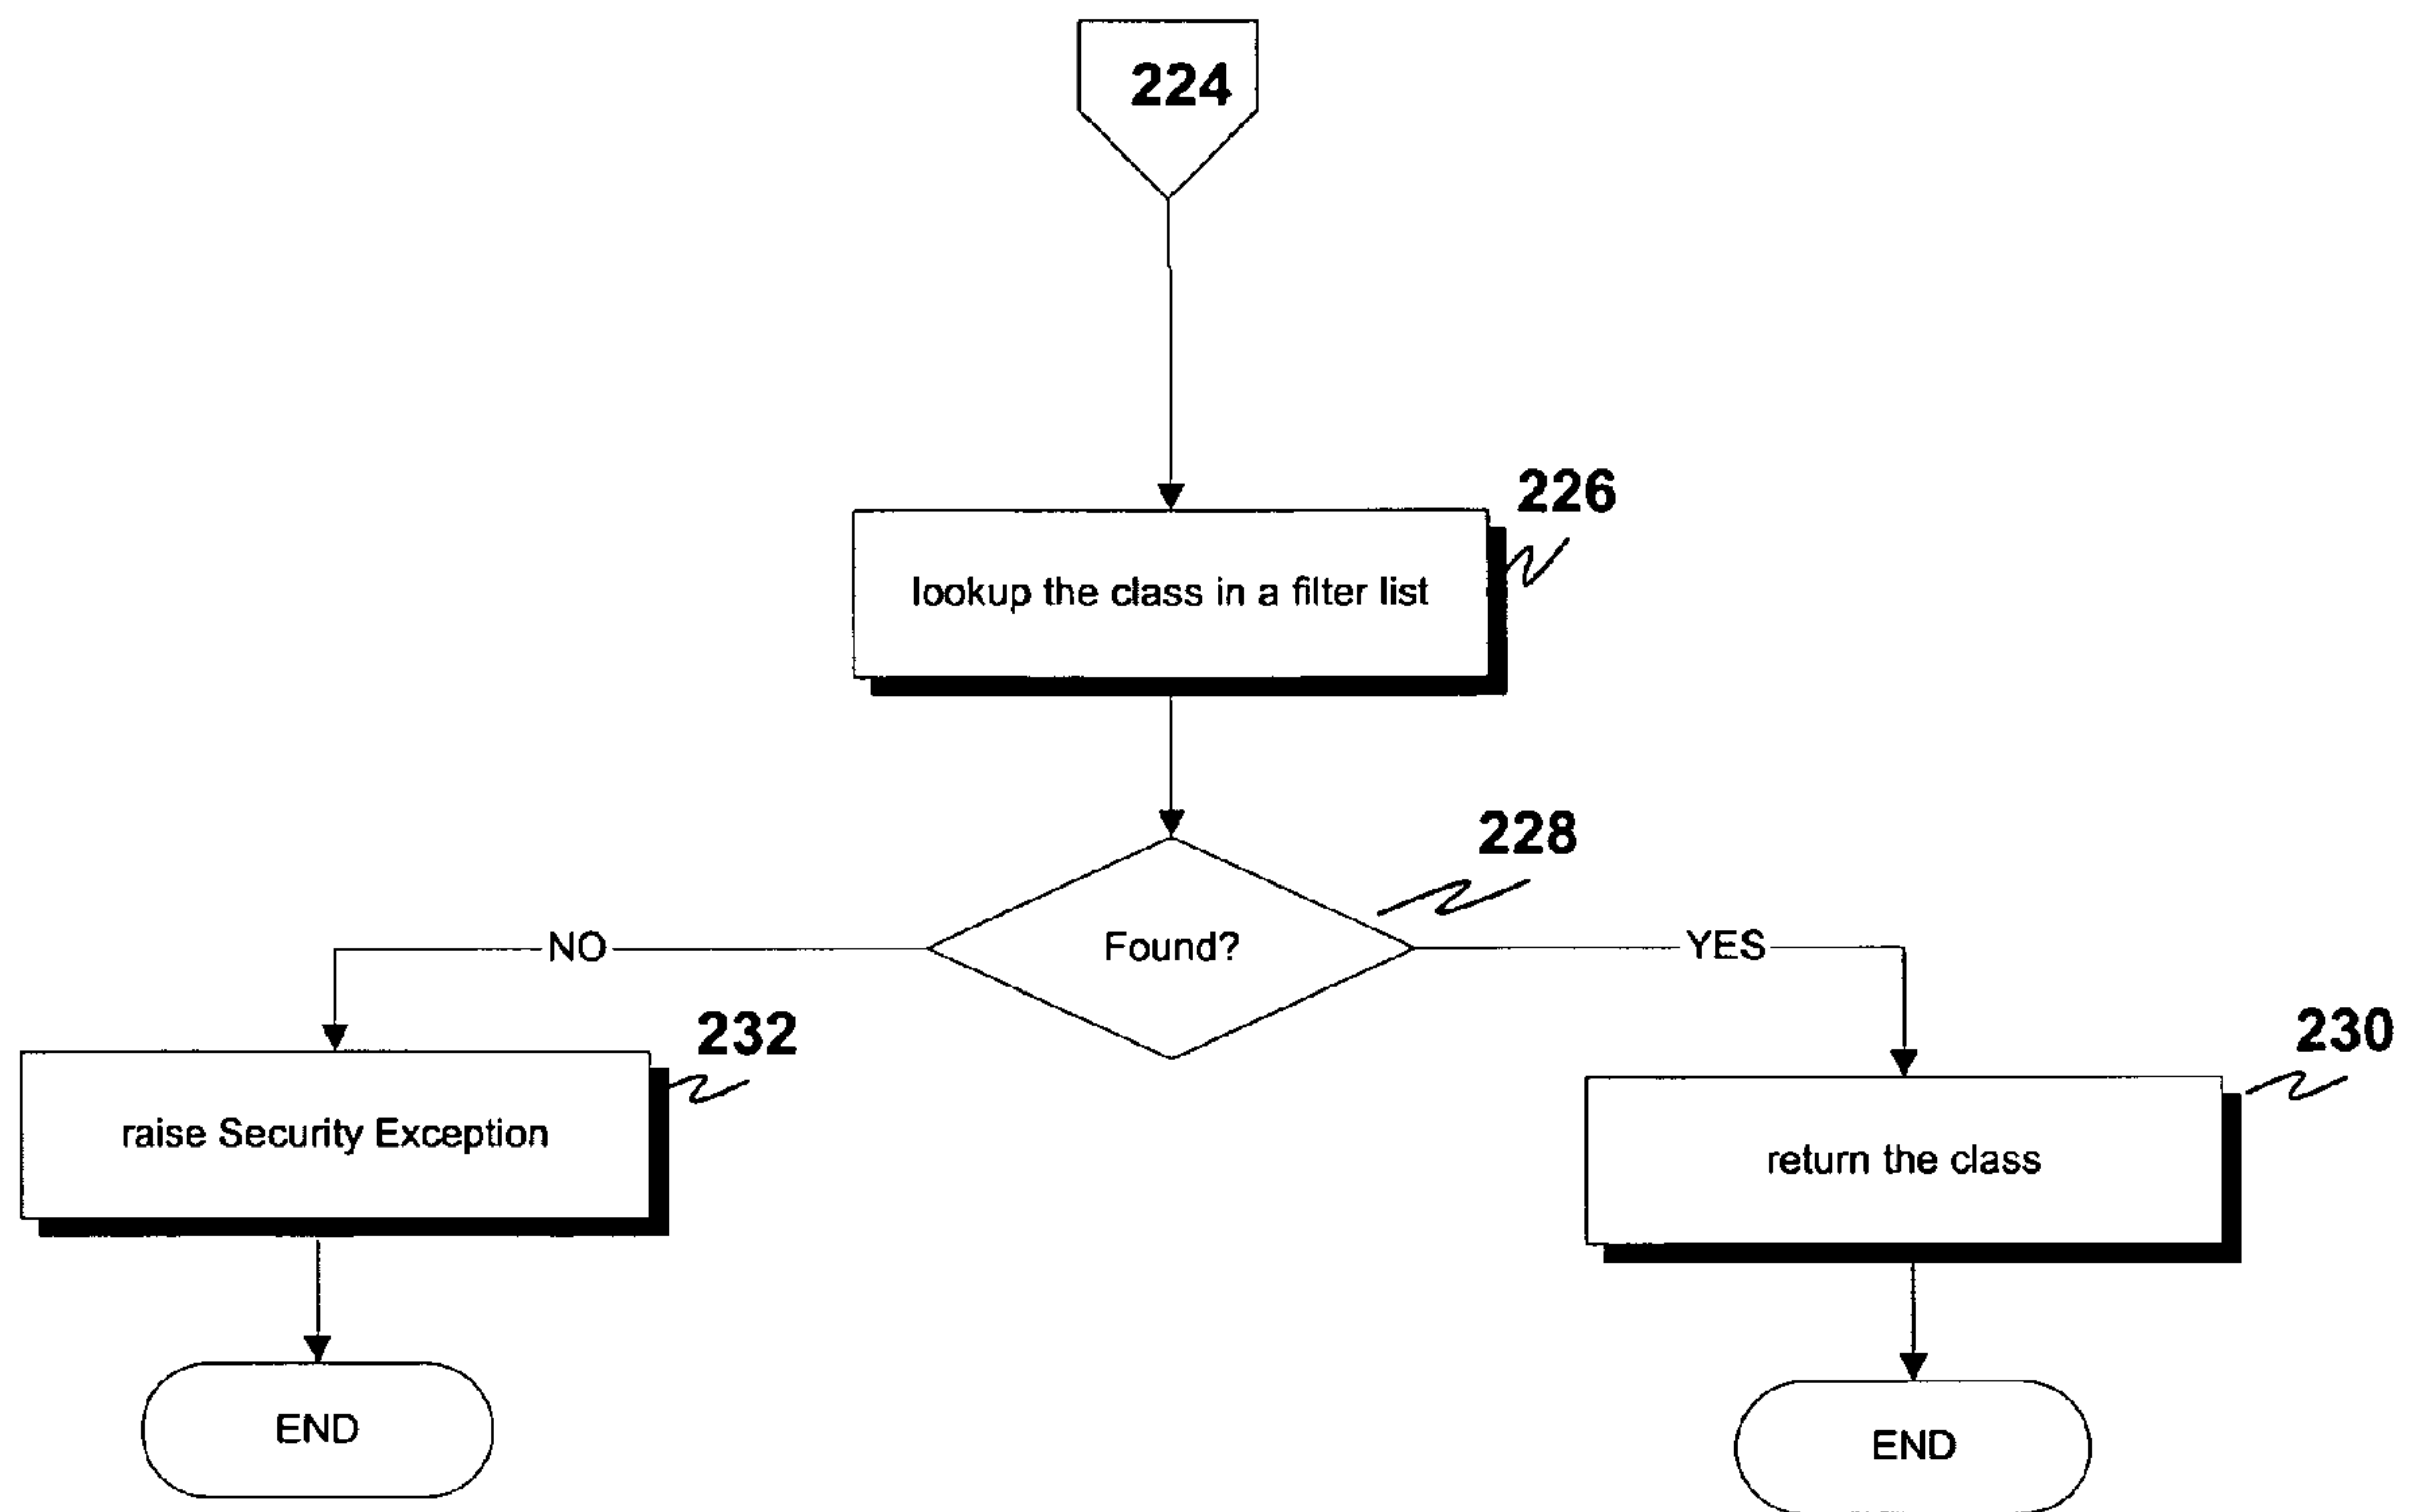 224
226
lookup the class in a filter list
228
NO
Found?
YES
232
230
raise Security Exception
return the class
END
END